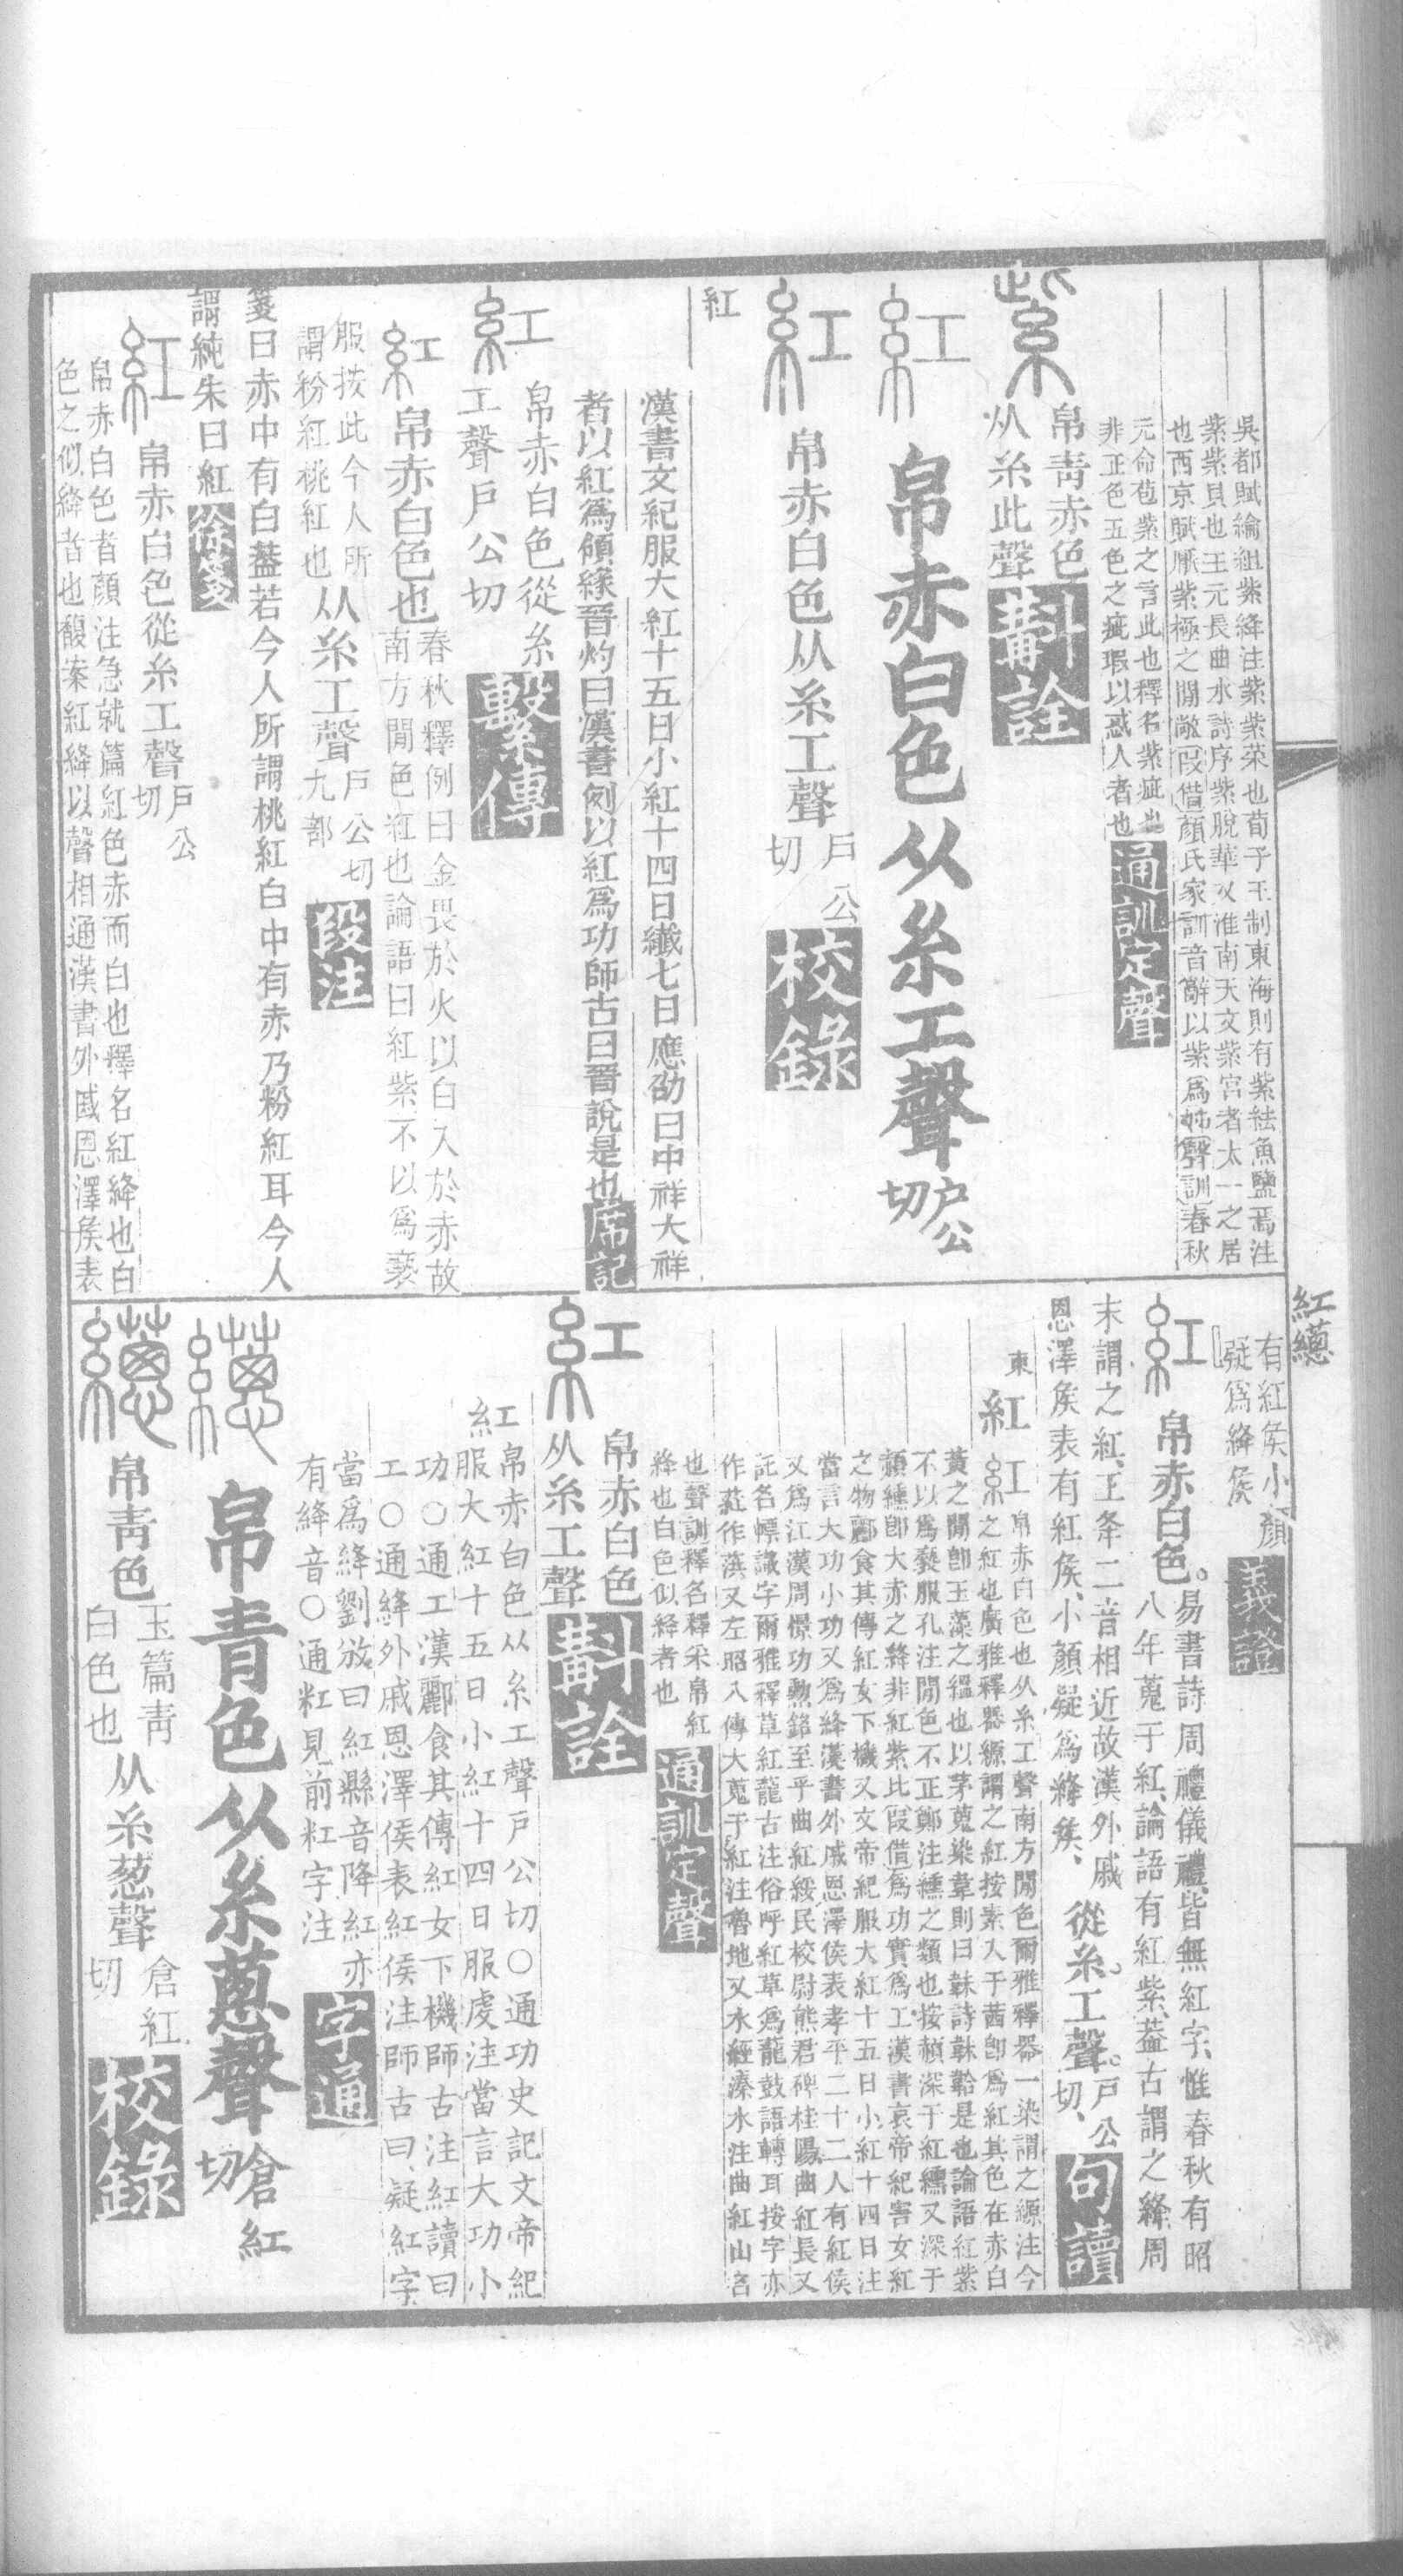 吳都賦綸組紫絳注紫紫菜也荀子王制東海則有紫紶魚鹽焉注
紫紫貝也王元長曲水詩序紫脫華又淮南天文紫宮者太一之居
也西京賦厥紫極之閒敞叚借顏氏家訓音辭以紫爲姊聲訓春秋
元命苞紫之言此也釋名紫疵也
非正色五色之疵瑕以惑人者也通訓定聲
紫 帛青赤色
从糸此聲斠詮
紅 帛赤白色从糸工聲戶公切
紅 帛赤白色从糸工聲戶公切校錄
紅
漢書文紀服大紅十五日小紅十四日纖七日應劭曰中祥大祥
者以紅爲領緣晉灼曰漢書例以紅爲功師古曰晉說是也席記
紅 帛赤白色從糸
工聲戶公切繫傳
紅 帛赤白色也春秋釋例曰金畏於火以白入於赤故
南方閒色紅也論語曰紅紫不以爲褻
服按此今人所
謂粉紅桃紅也从糸工聲戶公切九部段注
箋曰赤中有白葢若今人所謂桃紅白中有赤乃粉紅耳今人
謂純朱曰紅徐箋
紅 帛赤白色從糸工聲戶公切
帛赤白色者顏注急就篇紅色赤而白也釋名紅絳也白
色之似絳者也馥案紅絳以聲相通漢書外戚恩澤矦表
紅繱
有紅矦小顏
疑爲絳矦義證
紅 帛赤白色。易書詩周禮儀禮皆無紅字、惟春秋有昭
八年蒐于紅、論語有紅紫、葢古謂之絳、周
末謂之紅、王夅二音相近故漢外戚
恩澤矦表有紅矦、小顏疑爲絳矦、從糸。工聲。戶公切、句讀
東
紅 紅帛赤白色也从糸工聲南方閒色爾雅釋器一染謂之縓注今
之紅也廣雅釋器縓謂之紅按素入于茜卽爲紅其色在赤白
黃之閒卽玉藻之縕也以茅蒐染韋則曰韎詩韎韐是也論語紅紫
不以爲褻服孔注閒色不正鄭注纁之類也按赬深于紅纁又深于
赬纁卽大赤之絳非紅紫比叚借爲功實爲工漢書哀帝紀害女紅
之物酈食其傳紅女下機又文帝紀服大紅十五日小紅十四日注
當言大功小功又爲絳漢書外戚恩澤侯表孝平二十二人有紅侯
又爲江漢周憬功勲銘至平曲紅綬民校尉熊君碑桂陽曲紅長又
託名幖識字爾雅釋草紅蘢古注俗呼紅草爲蘢鼓語轉耳按字亦
作葒作渱又左昭八傳大蒐于紅注魯地又水經溱水注曲紅山名
也聲訓釋名釋采帛紅
絳也白色似絳者也通訓定聲
紅 帛赤白色
从糸工聲斠詮
紅帛赤白色从糸工聲戶公切○通功史記文帝紀
服大紅十五日小紅十四日服虔注當言大功小
功○通工漢酈食其傳紅女下機師古注紅讀曰
工○通絳外戚恩澤侯表紅侯注師古曰疑紅字
當爲絳劉攽曰紅縣音降紅亦
有絳音○通粠見前粠字注字通
繱 帛青色从糸蔥聲倉紅切
繱 帛青色玉篇青
白色也从糸蔥聲倉紅切校錄